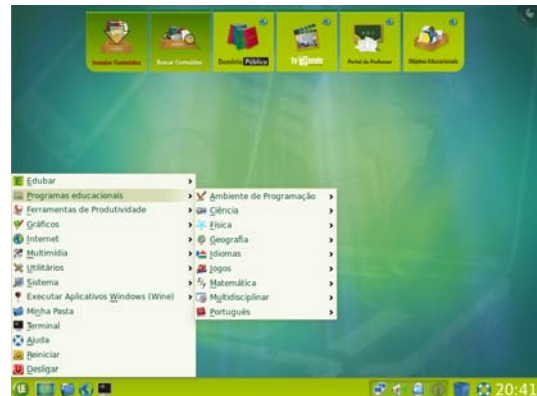 Instalar Conteúdos
Buscar Conteúdos
Domínio Público
tv escola
Portal do Professor
Objetos Educacionais
Edubar
Programas educacionais
Ferramentas de Produtividade
Gráficos
Internet
Multimídia
Utilitários
Sistema
Executar Aplicativos Windows (Wine)
Minha Pasta
Terminal
Ajuda
Reiniciar
Desligar
Ambiente de Programação
Ciência
Física
Geografia
Idiomas
Jogos
Matemática
Multidisciplinar
Português
20:41